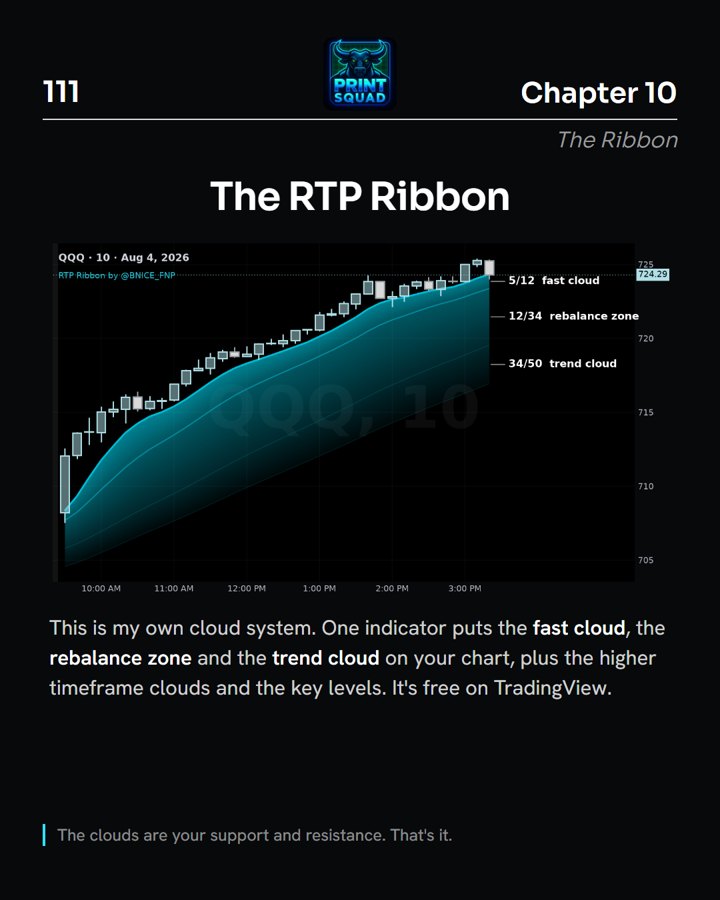 111
PRINT
SQUAD
Chapter 10
The Ribbon
The RTP Ribbon
QQQ · 10 · Aug 4, 2026
RTP Ribbon by @BNICE_FNP
725
724.29
5/12 fast cloud
12/34 rebalance zone
720
34/50 trend cloud
QQQ, 10
715
710
705
10:00 AM 11:00 AM 12:00 PM 1:00 PM 2:00 PM 3:00 PM
This is my own cloud system. One indicator puts the fast cloud, the
rebalance zone and the trend cloud on your chart, plus the higher
timeframe clouds and the key levels. It's free on TradingView.
The clouds are your support and resistance. That's it.